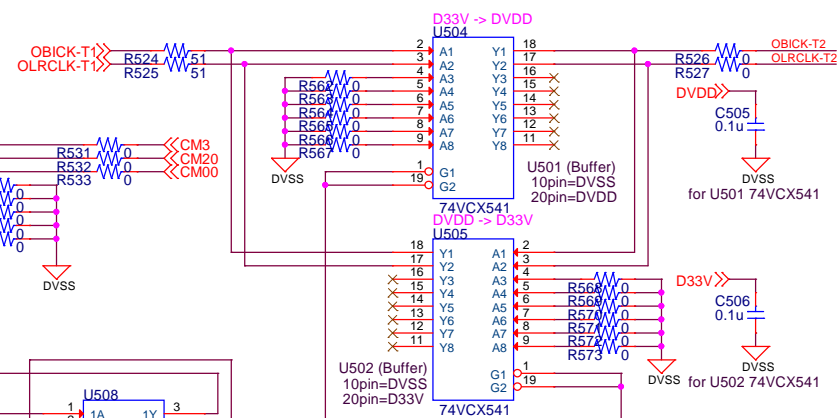 D33V -> DVDD
U504
OBICK-T1
OLRCLK-T1
R524 51
R525 51
2 A1 Y1 18
3 A2 Y2 17
4 A3 Y3 16
5 A4 Y4 15
6 A5 Y5 14
7 A6 Y6 13
8 A7 Y7 12
9 A8 Y8 11
1 G1
19 G2
74VCX541
R562 0
R563 0
R564 0
R565 0
R566 0
R567 0
DVSS
OBICK-T2
OLRCLK-T2
R526 0
R527 0
DVDD
C505
0.1u
DVSS
for U501 74VCX541
U501 (Buffer)
10pin=DVSS
20pin=DVDD
CM3
CM20
CM00
R531 0
R532 0
R533 0
0
0
0
0
0
DVSS
DVDD -> D33V
U505
18 Y1 A1 2
17 Y2 A2 3
16 Y3 A3 4
15 Y4 A4 5
14 Y5 A5 6
13 Y6 A6 7
12 Y7 A7 8
11 Y8 A8 9
G1 1
G2 19
74VCX541
R568 0
R569 0
R570 0
R571 0
R572 0
R573 0
DVSS
D33V
C506
0.1u
DVSS
for U502 74VCX541
U502 (Buffer)
10pin=DVSS
20pin=D33V
U508
1 1A 1Y 3